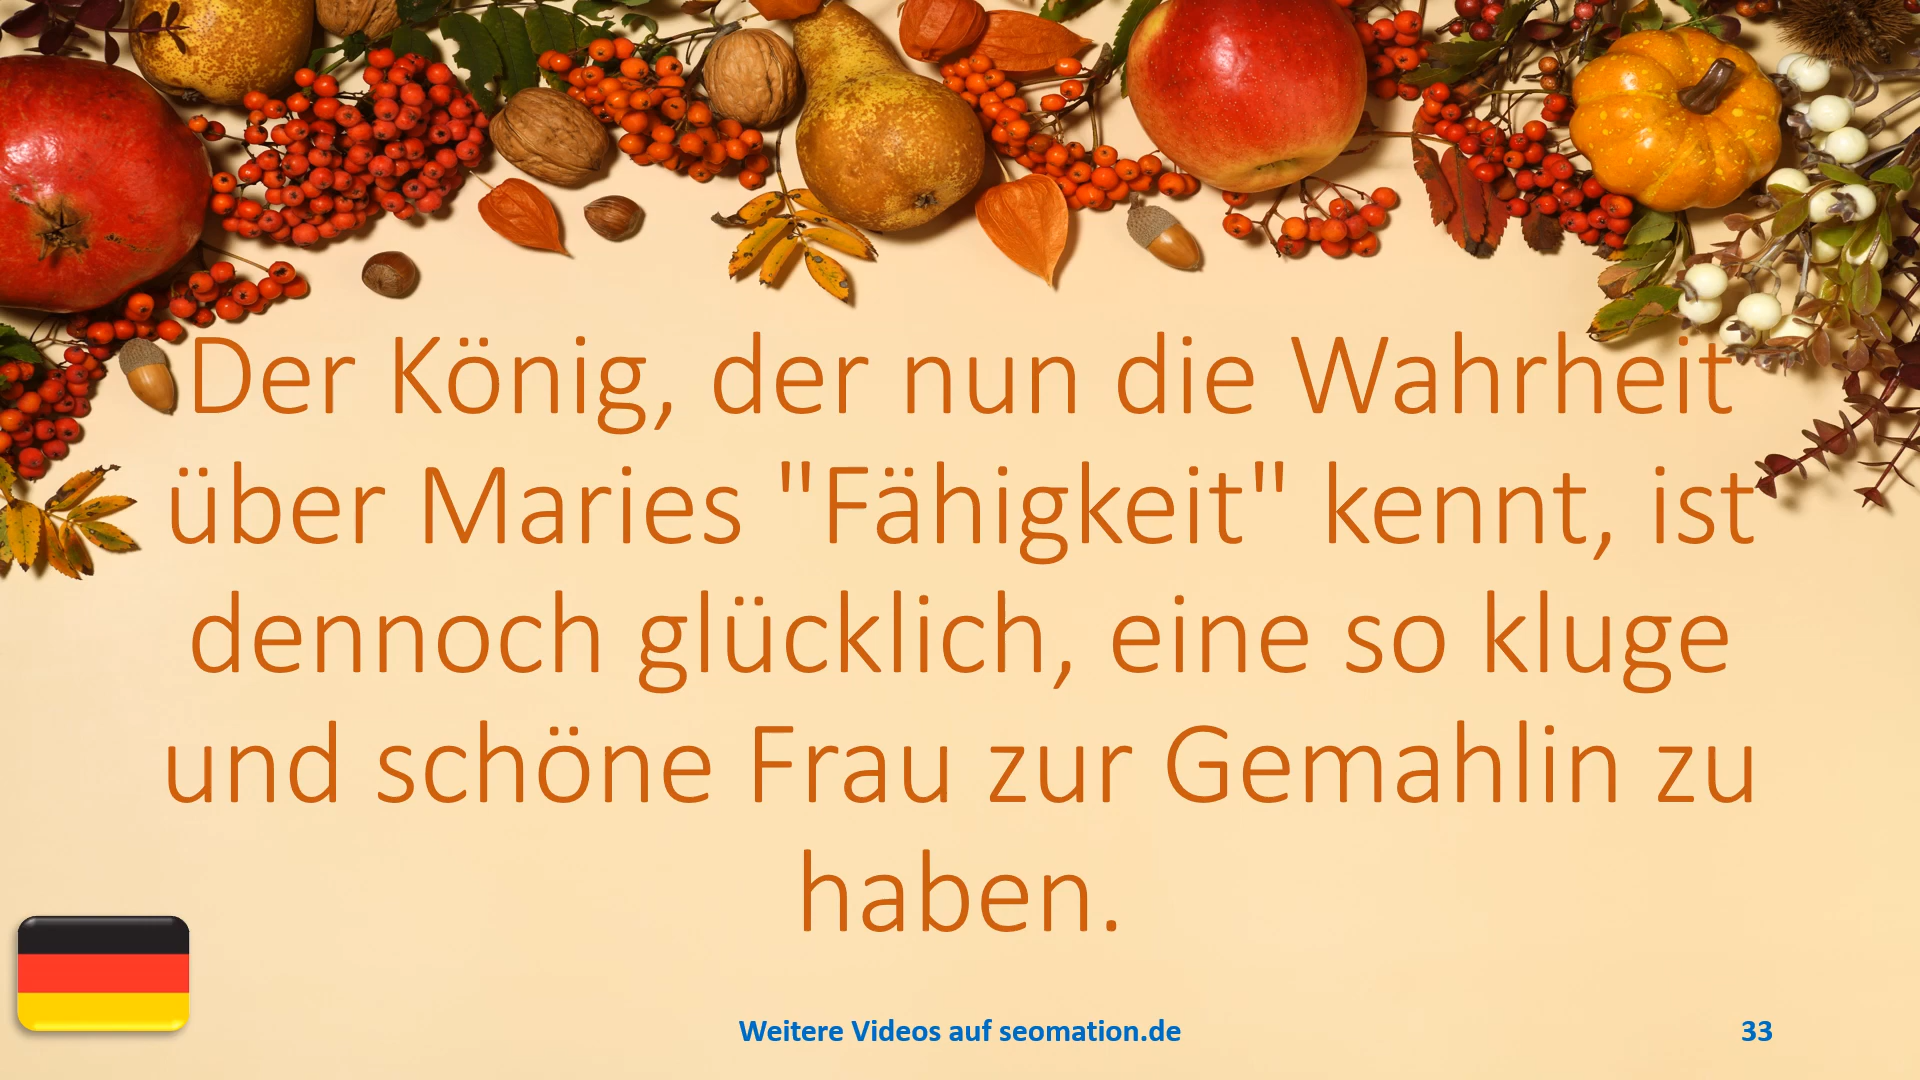 Der König, der nun die Wahrheit
über Maries "Fähigkeit" kennt, ist
dennoch glücklich, eine so kluge
und schöne Frau zur Gemahlin zu
haben.
Weitere Videos auf seomation.de
33